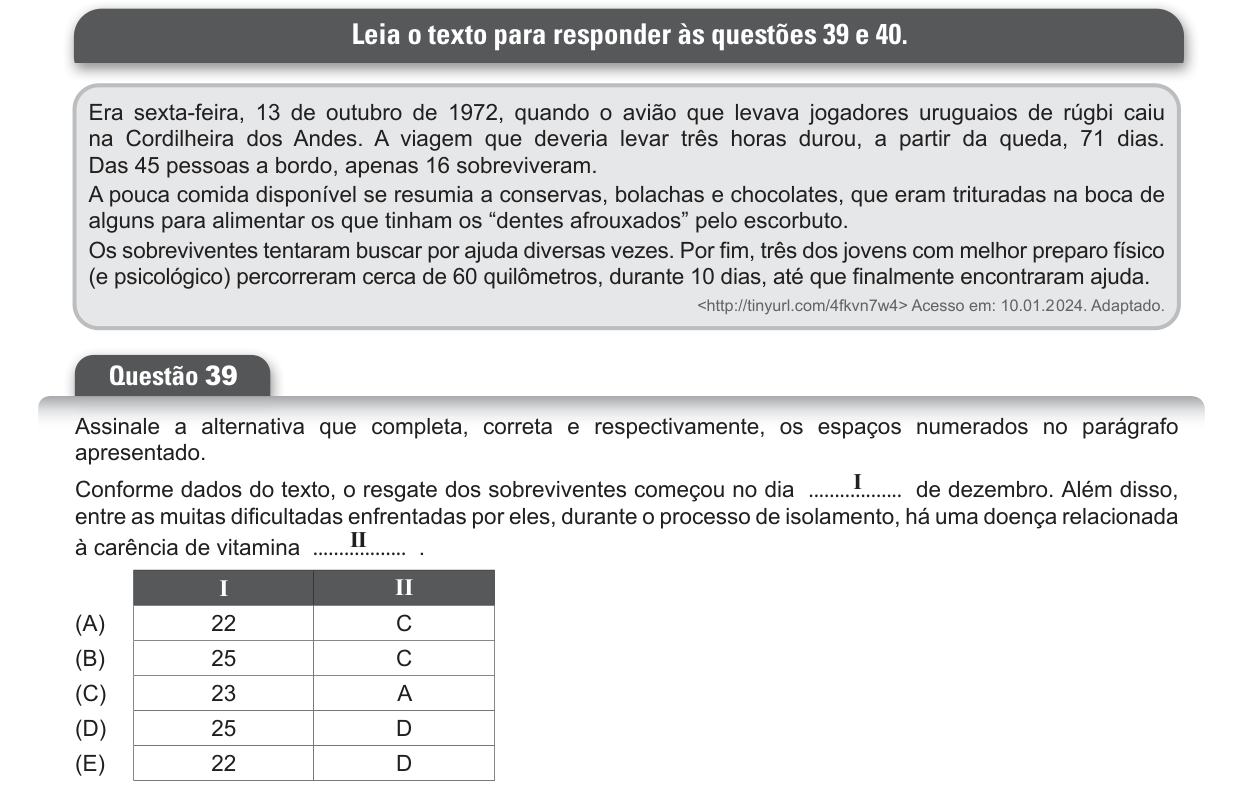 Leia o texto para responder às questões 39 e 40.
Era sexta-feira, 13 de outubro de 1972, quando o avião que levava jogadores uruguaios de rúgbi caiu
na Cordilheira dos Andes. A viagem que deveria levar três horas durou, a partir da queda, 71 dias.
Das 45 pessoas a bordo, apenas 16 sobreviveram.
A pouca comida disponível se resumia a conservas, bolachas e chocolates, que eram trituradas na boca de
alguns para alimentar os que tinham os “dentes afrouxados” pelo escorbuto.
Os sobreviventes tentaram buscar por ajuda diversas vezes. Por fim, três dos jovens com melhor preparo físico
(e psicológico) percorreram cerca de 60 quilômetros, durante 10 dias, até que finalmente encontraram ajuda.
<http://tinyurl.com/4fkvn7w4> Acesso em: 10.01.2024. Adaptado.
Questão 39
Assinale a alternativa que completa, correta e respectivamente, os espaços numerados no parágrafo
apresentado.
Conforme dados do texto, o resgate dos sobreviventes começou no dia ........I......... de dezembro. Além disso,
entre as muitas dificultadas enfrentadas por eles, durante o processo de isolamento, há uma doença relacionada
à carência de vitamina ........II......... .
I II
(A) 22 C
(B) 25 C
(C) 23 A
(D) 25 D
(E) 22 D